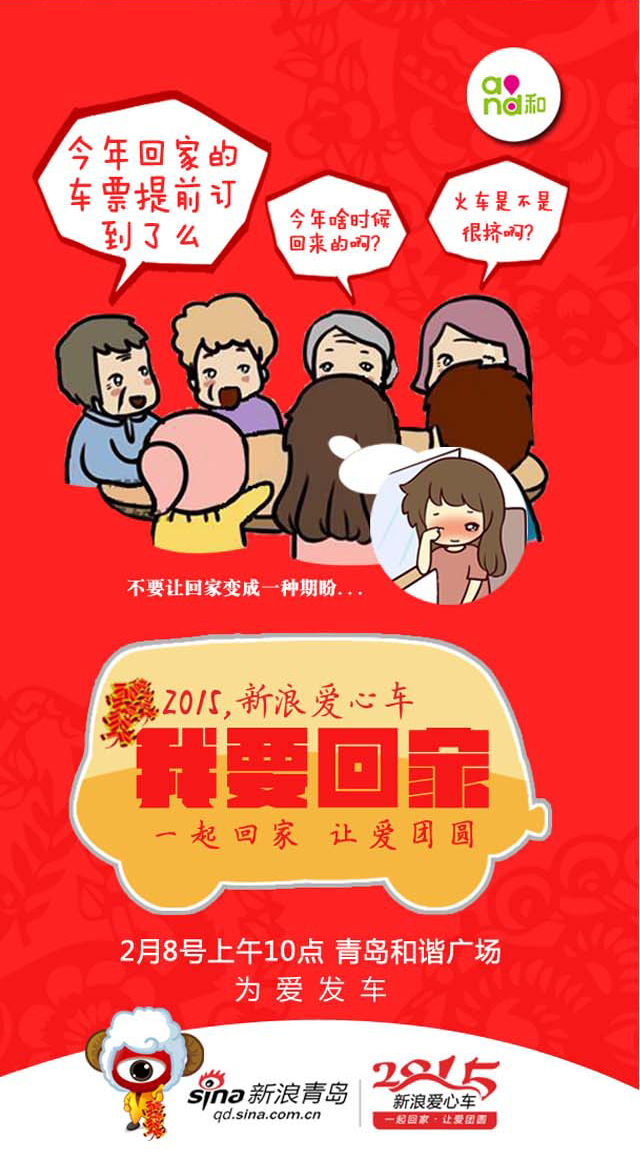 and和
今年回家的
车票提前订
到了么
今年啥时候
回来的啊?
火车是不是
很挤啊?
不要让回家变成一种期盼...
2015,新浪爱心车
我要回家
一起回家 让爱团圆
2月8号上午10点 青岛和谐广场
为爱发车
sina新浪青岛
qd.sina.com.cn
2015
新浪爱心车
一起回家·让爱团圆